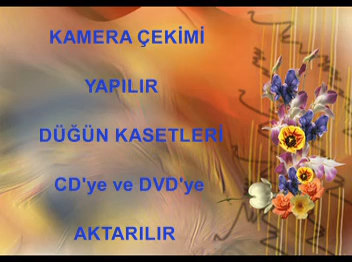 KAMERA ÇEKİMİ
YAPILIR
DÜĞÜN KASETLERİ
CD'ye ve DVD'ye
AKTARILIR